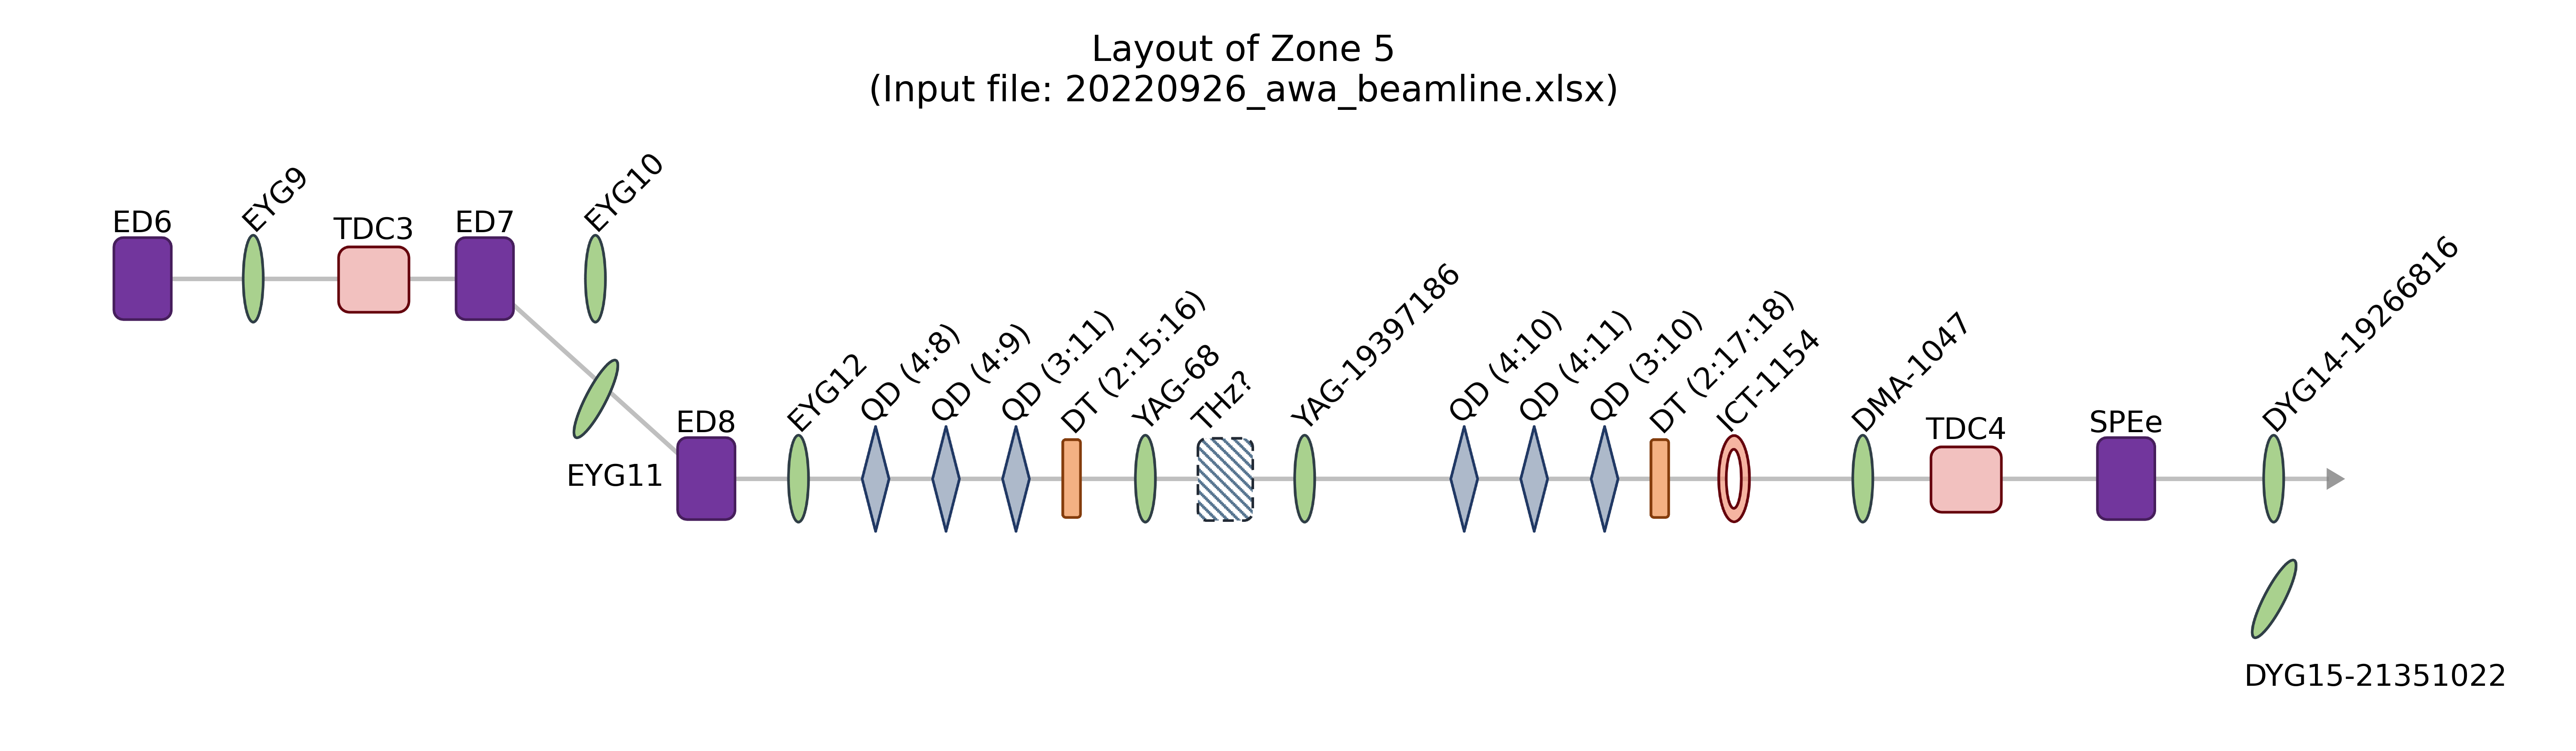 Layout of Zone 5
(Input file: 20220926_awa_beamline.xlsx)
ED6
EYG9
TDC3
ED7
EYG10
EYG11
ED8
EYG12
QD (4:8)
QD (4:9)
QD (3:11)
DT (2:15:16)
YAG-68
THz?
YAG-19397186
QD (4:10)
QD (4:11)
QD (3:10)
DT (2:17:18)
ICT-1154
DMA-1047
TDC4
SPEe
DYG14-19266816
DYG15-21351022